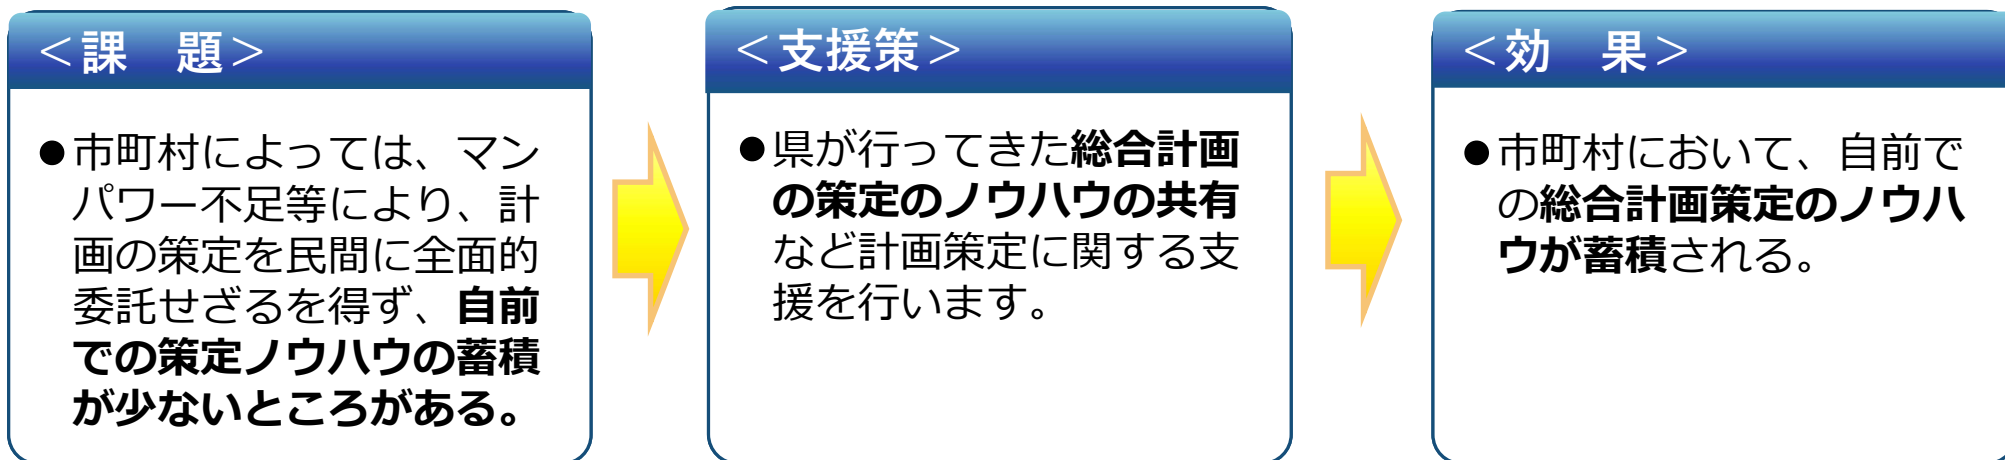 ＜課　題＞
●市町村によっては、マン
パワー不足等により、計
画の策定を民間に全面的
委託せざるを得ず、自前
での策定ノウハウの蓄積
が少ないところがある。
＜支援策＞
●県が行ってきた総合計画
の策定のノウハウの共有
など計画策定に関する支
援を行います。
＜効　果＞
●市町村において、自前で
の総合計画策定のノウハ
ウが蓄積される。